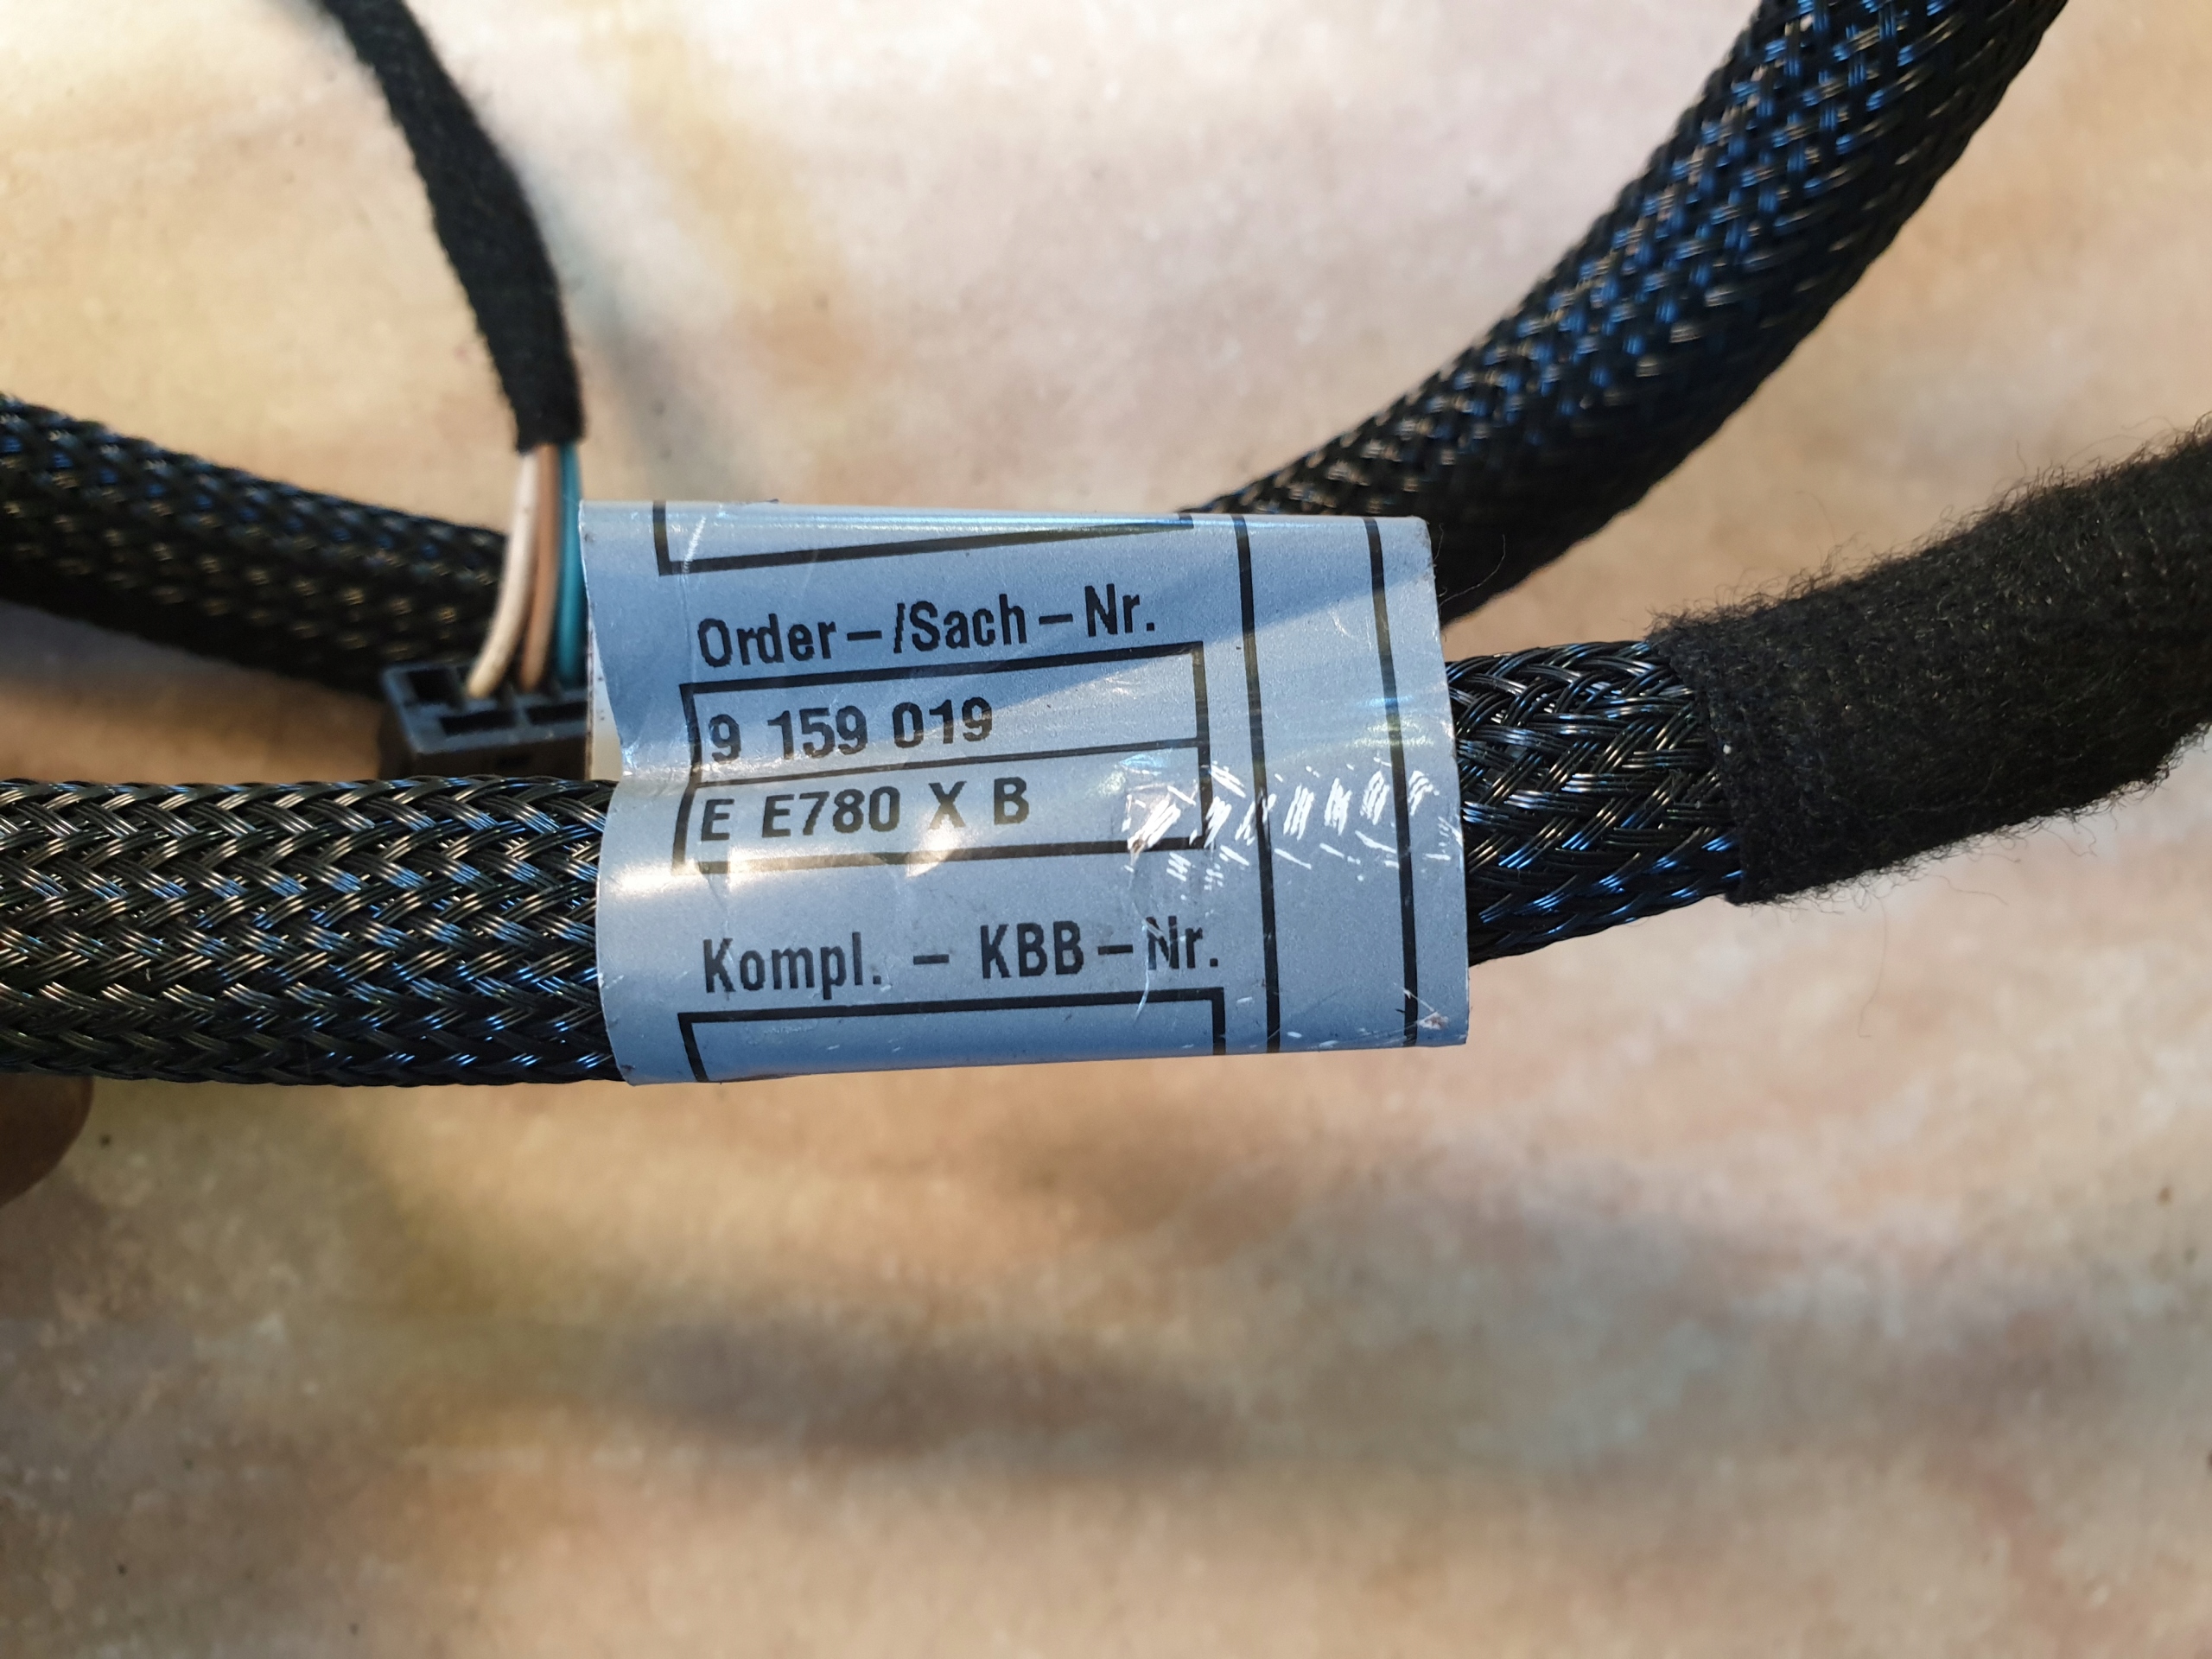 Order-/Sach-Nr.
9 159 019
E E780 X B
Kompl. - KBB-Nr.